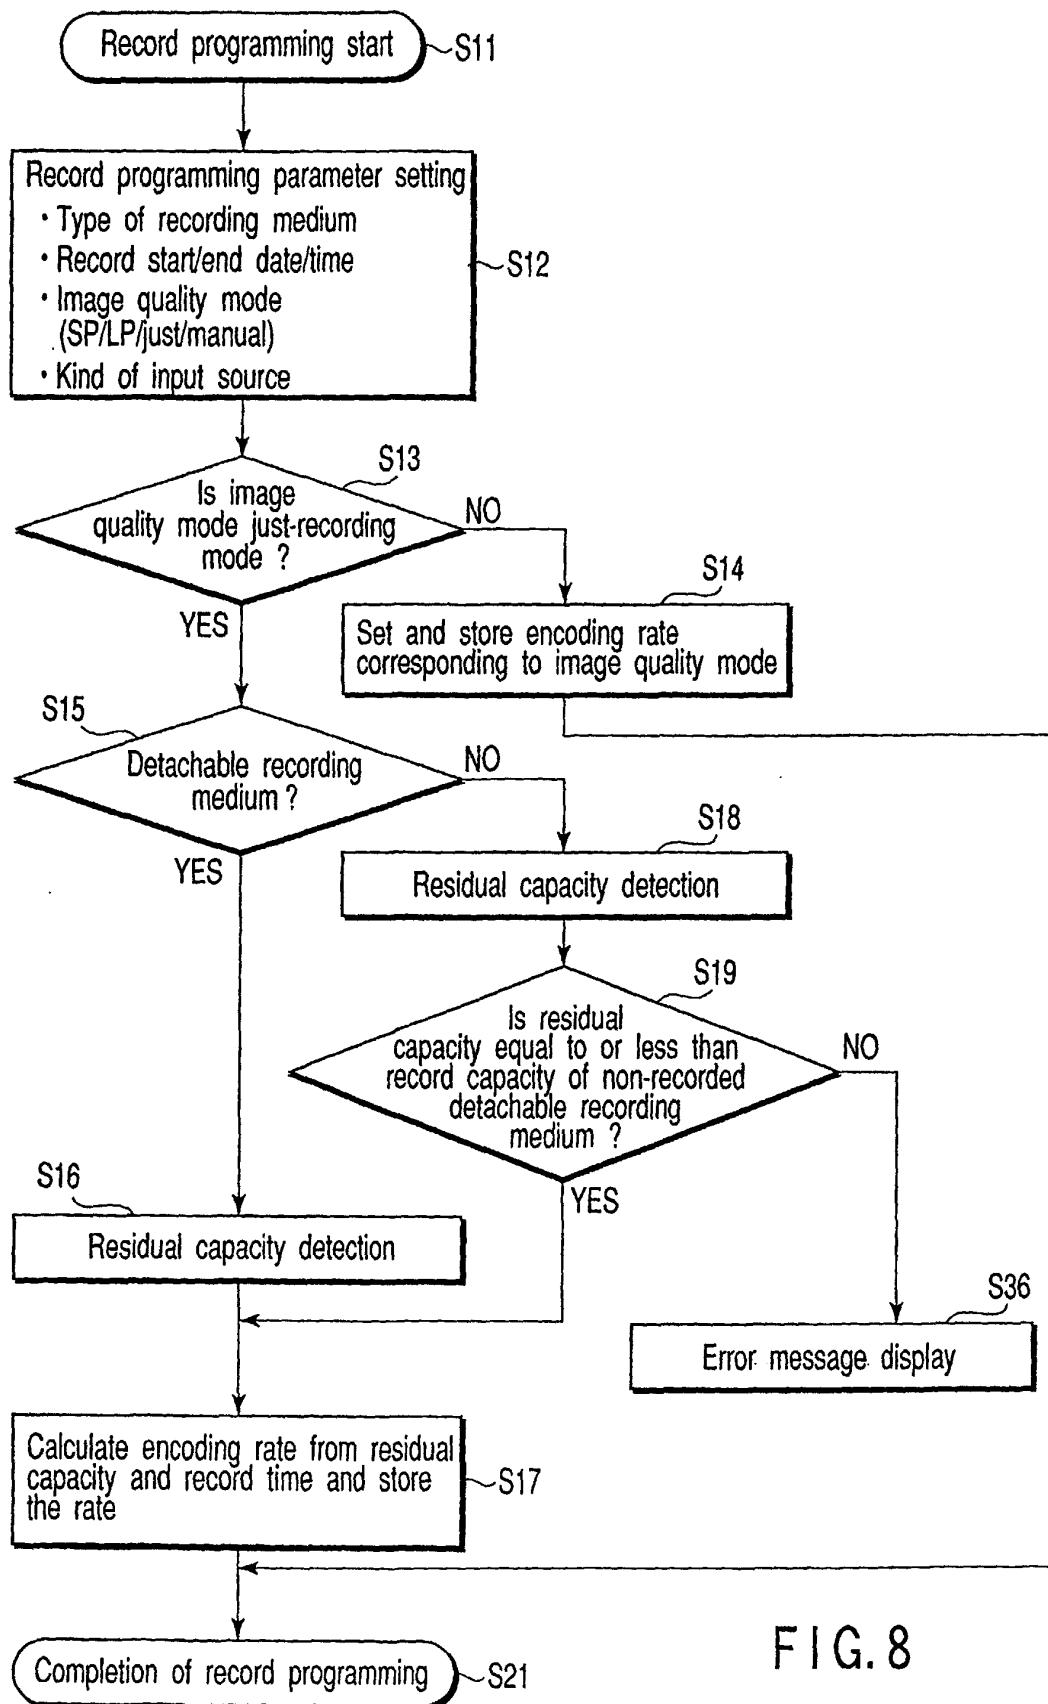 Record programming start
S11
Record programming parameter setting
• Type of recording medium
• Record start/end date/time
• Image quality mode
(SP/LP/just/manual)
• Kind of input source
S12
S13
Is image
quality mode just-recording
mode ?
NO
YES
S14
Set and store encoding rate
corresponding to image quality mode
S15
Detachable recording
medium ?
NO
YES
S18
Residual capacity detection
S19
Is residual
capacity equal to or less than
record capacity of non-recorded
detachable recording
medium ?
NO
YES
S16
Residual capacity detection
S36
Error message display
Calculate encoding rate from residual
capacity and record time and store
the rate
S17
Completion of record programming
S21
FIG. 8